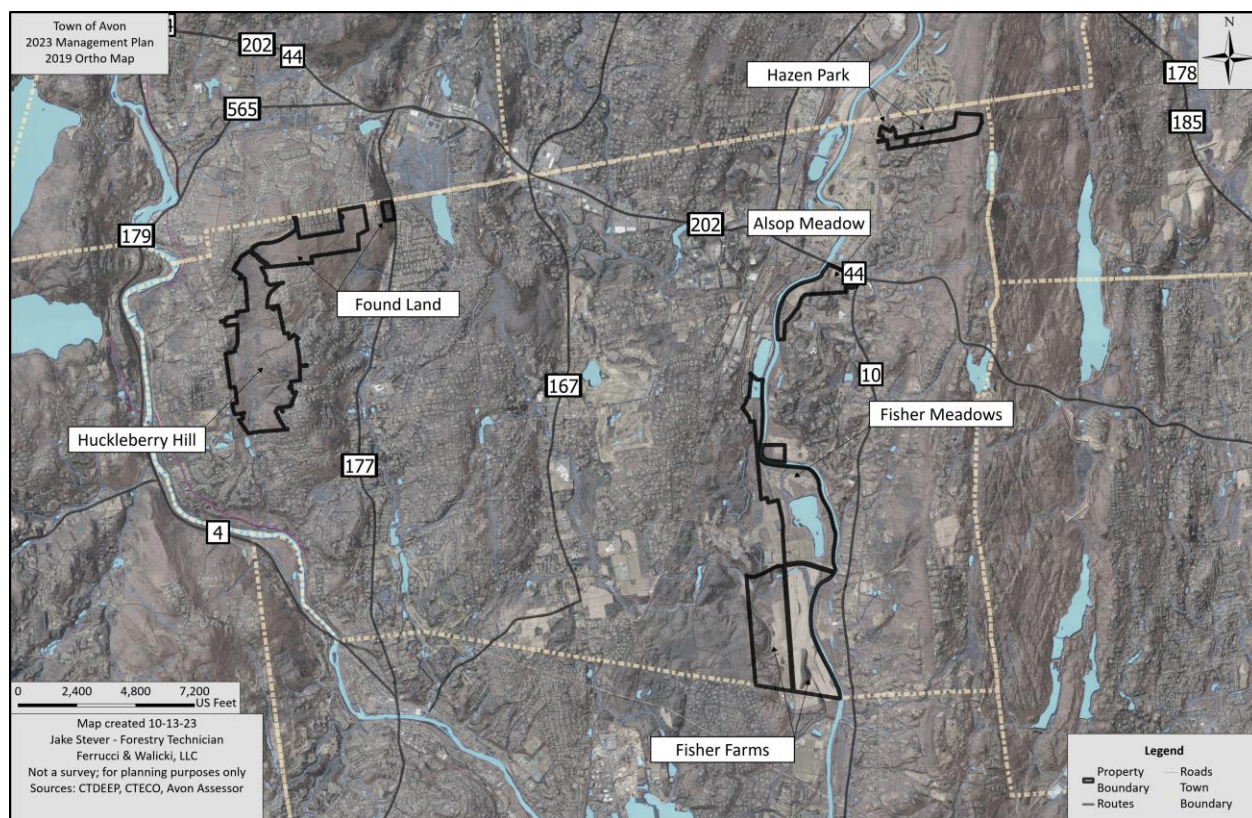 Town of Avon
2023 Management Plan
2019 Ortho Map
202
44
565
179
Found Land
Huckleberry Hill
177
4
167
Hazen Park
178
185
N
202
Alsop Meadow
44
10
Fisher Meadows
Fisher Farms
0 2,400 4,800 7,200
US Feet
Map created 10-13-23
Jake Stever - Forestry Technician
Ferrucci & Walicki, LLC
Not a survey; for planning purposes only
Sources: CTDEEP, CTECO, Avon Assessor
Legend
Property Boundary
Routes
Roads
Town Boundary